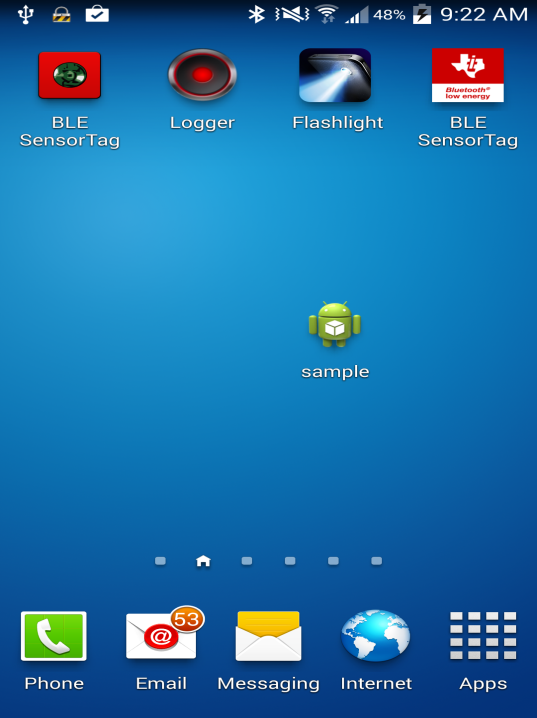 48% 9:22 AM
Bluetooth®
low energy
BLE
SensorTag
Logger
Flashlight
BLE
SensorTag
sample
53
@
Phone
Email
Messaging
Internet
Apps